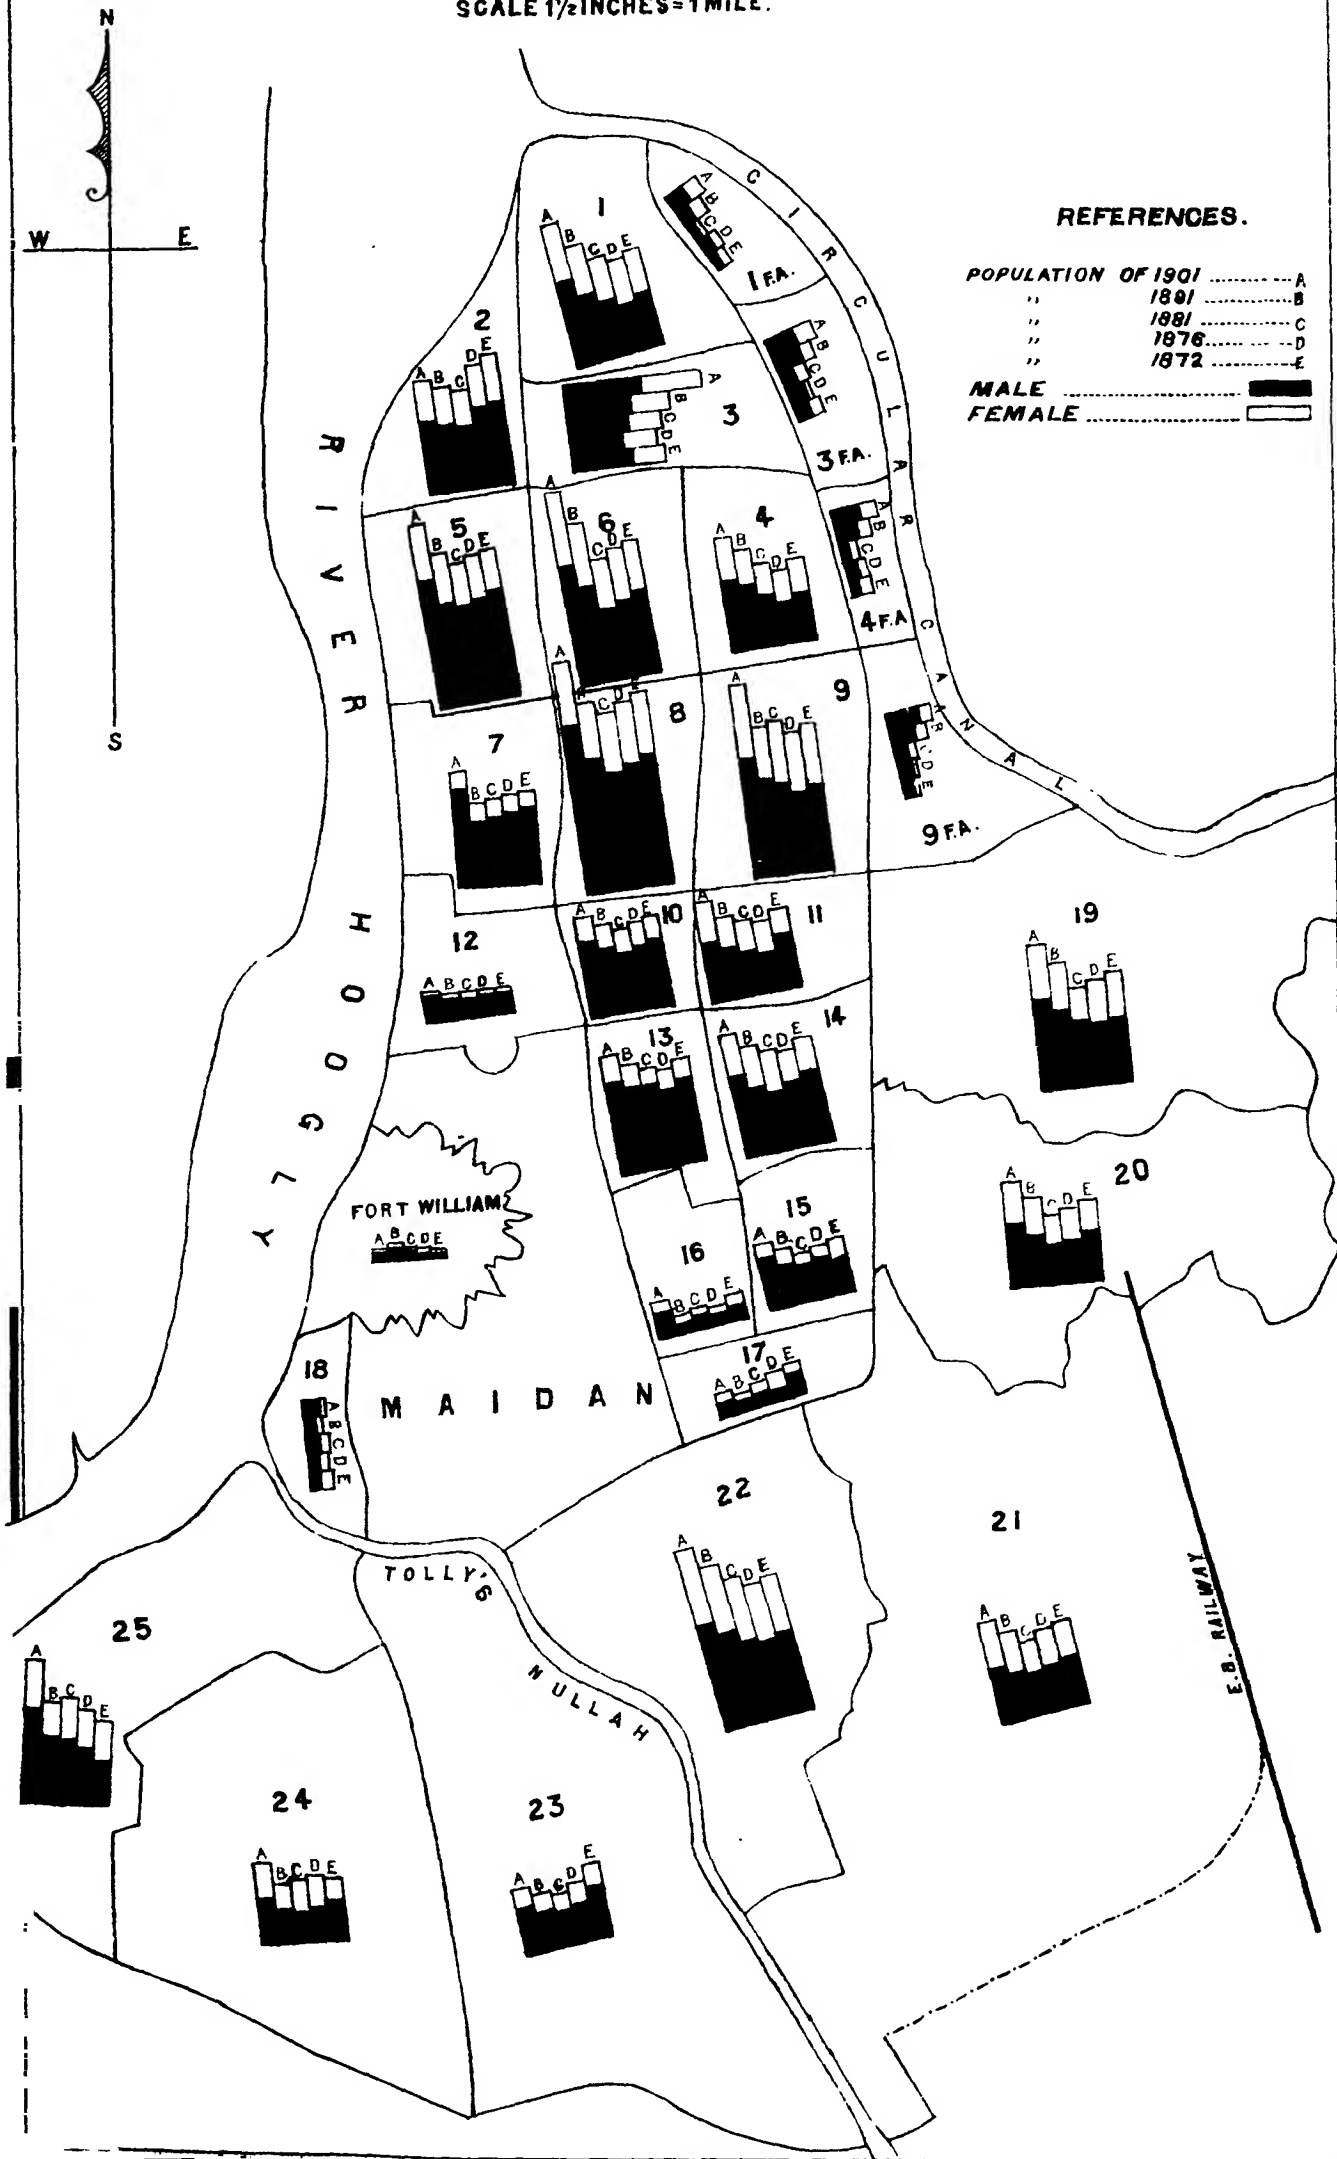 SCALE 1½ INCHES = 1 MILE.
N
W E
S
REFERENCES.
POPULATION OF 1901 A
,, 1891 B
,, 1881 C
,, 1876 D
,, 1872 E
MALE
FEMALE
CIRCULAR CANAL
RIVER HOOGLY
1
A B C D E
A B C D E
1 F.A.
2
A B C D E
3
A B C D E
A B C D E
3 F.A.
5
A B C D E
6
A B C D E
4
A B C D E
A B C D E
4 F.A
7
A B C D E
8
A C D E
9
A B C D E
A B C D E
9 F.A.
12
A B C D E
10
A B C D E
11
A B C D E
19
A B C D E
13
A B C D E
14
A B C D E
FORT WILLIAM
A B C D E
16
A B C D E
15
A B C D E
20
A B C D E
18
A B C D E
MAIDAN
17
A B C D E
TOLLY'S NULLAH
22
A B C D E
21
A B C D E
E.B. RAILWAY
25
A B C D E
24
A B C D E
23
A B C D E